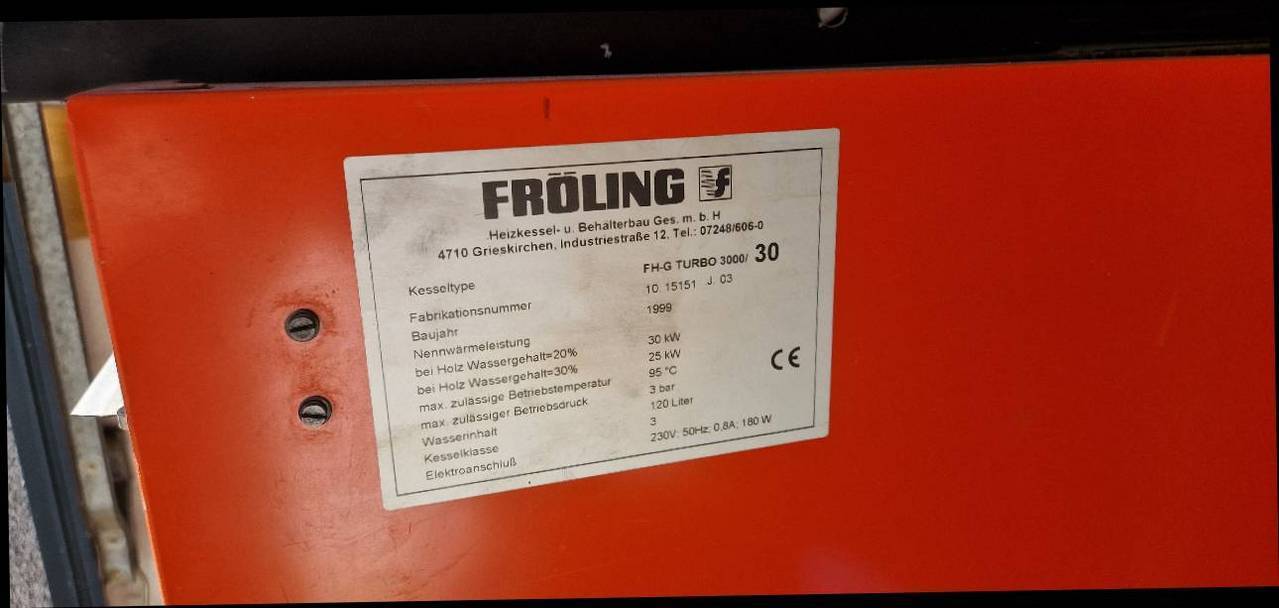 FRÖLING f
Heizkessel- u. Behälterbau Ges. m. b. H
4710 Grieskirchen, Industriestraße 12, Tel.: 07248/606-0
Kesseltype FH-G TURBO 3000/ 30
Fabrikationsnummer 10. 15151 J. 03
Baujahr 1999
Nennwärmeleistung
bei Holz Wassergehalt=20% 30 kW
bei Holz Wassergehalt=30% 25 kW
max. zulässige Betriebstemperatur 95 °C
max. zulässiger Betriebsdruck 3 bar
Wasserinhalt 120 Liter
Kesselklasse 3
Elektroanschluß 230V; 50Hz; 0,8A; 180 W
CE